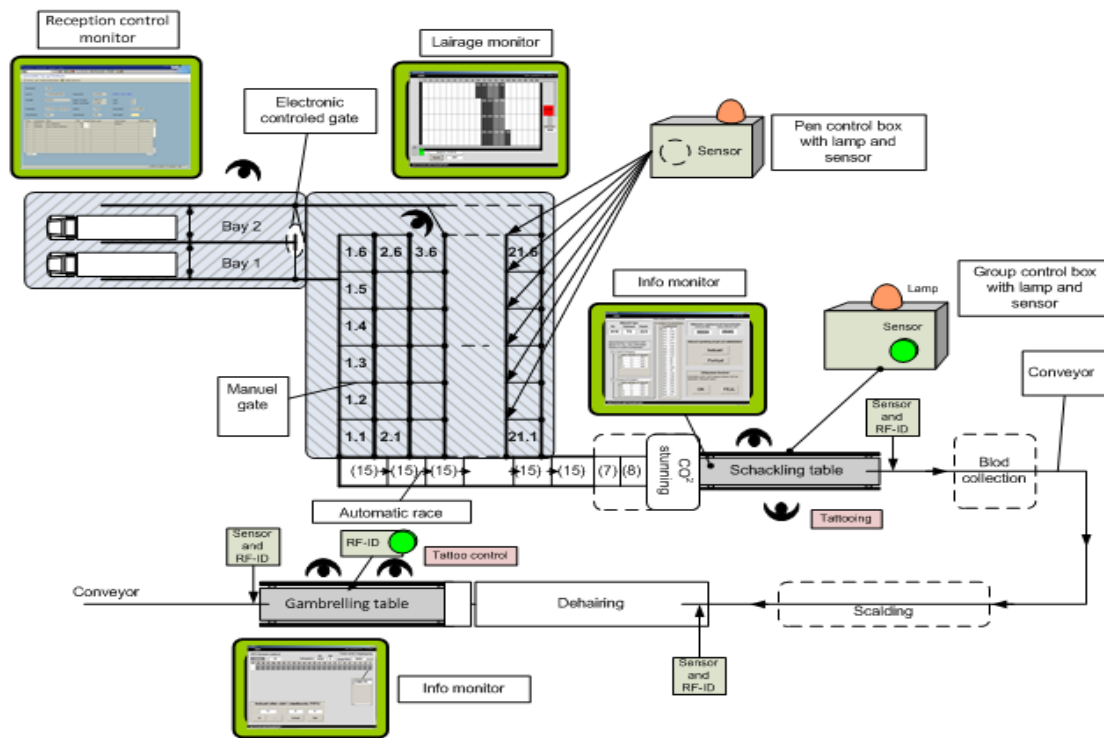 Reception control
monitor
Lairage monitor
Electronic
controled gate
Sensor
Pen control box
with lamp and
sensor
Bay 2
Bay 1
1.6 2.6 3.6 21.6
1.5
1.4
1.3
1.2
1.1 2.1 21.1
Manuel
gate
Info monitor
Group control box
with lamp and
sensor
Lamp
Sensor
Conveyor
Sensor
and
RF-ID
(15) (15) (15) (15) (15) (7) (8)
CO2
stunning
Schackling table
Blod
collection
Tattooing
Automatic race
Sensor
and
RF-ID
RF-ID
Tattoo control
Conveyor
Gambrelling table
Dehairing
Scalding
Sensor
and
RF-ID
Info monitor